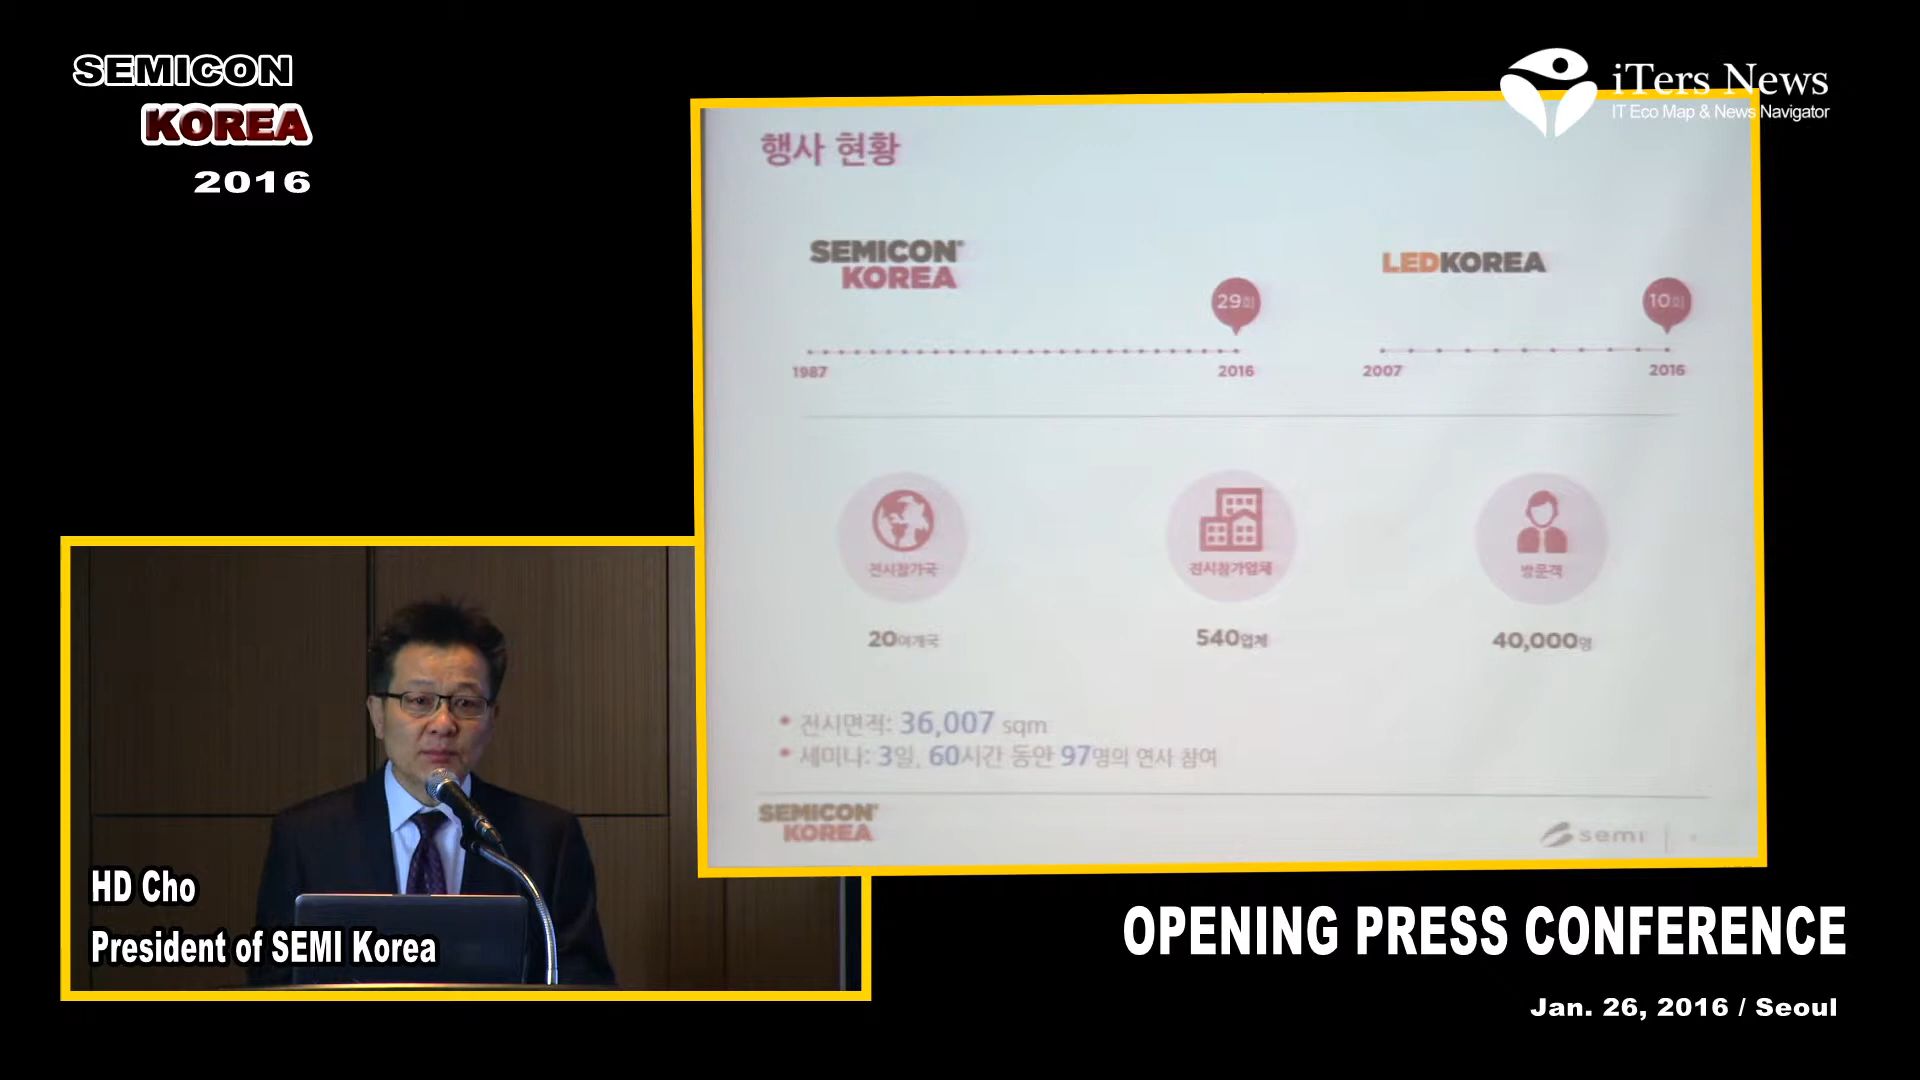 SEMICON
KOREA
2016
iTers News
IT Eco Map & News Navigator
행사 현황
SEMICON
KOREA
29회
1987
2016
LEDKOREA
10회
2007
2016
전시참가국
20여개국
전시참가업체
540업체
방문객
40,000명
• 전시면적: 36,007 sqm
• 세미나: 3일, 60시간 동안 97명의 연사 참여
SEMICON
KOREA
semi
HD Cho
President of SEMI Korea
OPENING PRESS CONFERENCE
Jan. 26, 2016 / Seoul